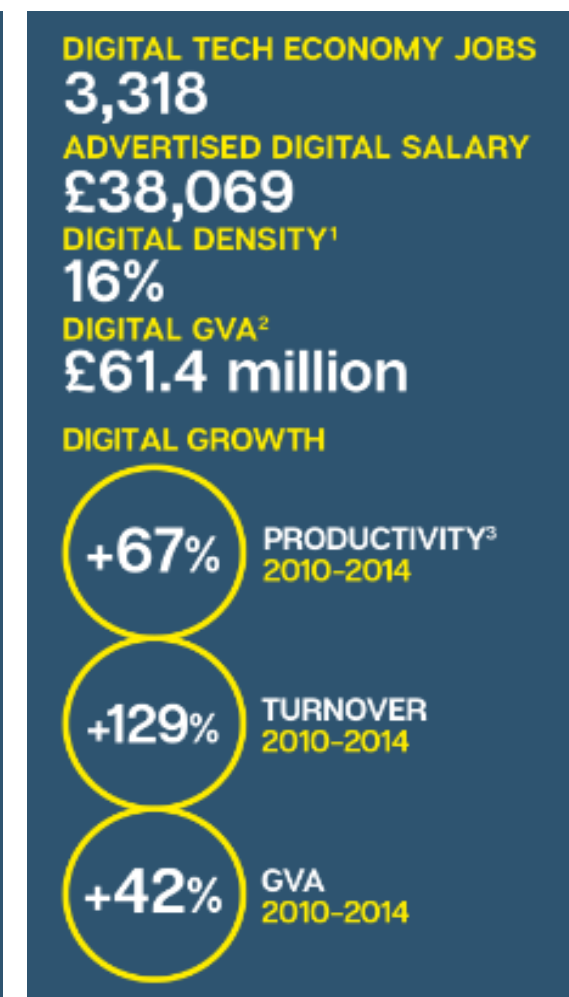 DIGITAL TECH ECONOMY JOBS
3,318
ADVERTISED DIGITAL SALARY
£38,069
DIGITAL DENSITY¹
16%
DIGITAL GVA²
£61.4 million
DIGITAL GROWTH
+67%
PRODUCTIVITY³
2010–2014
+129%
TURNOVER
2010–2014
+42%
GVA
2010–2014